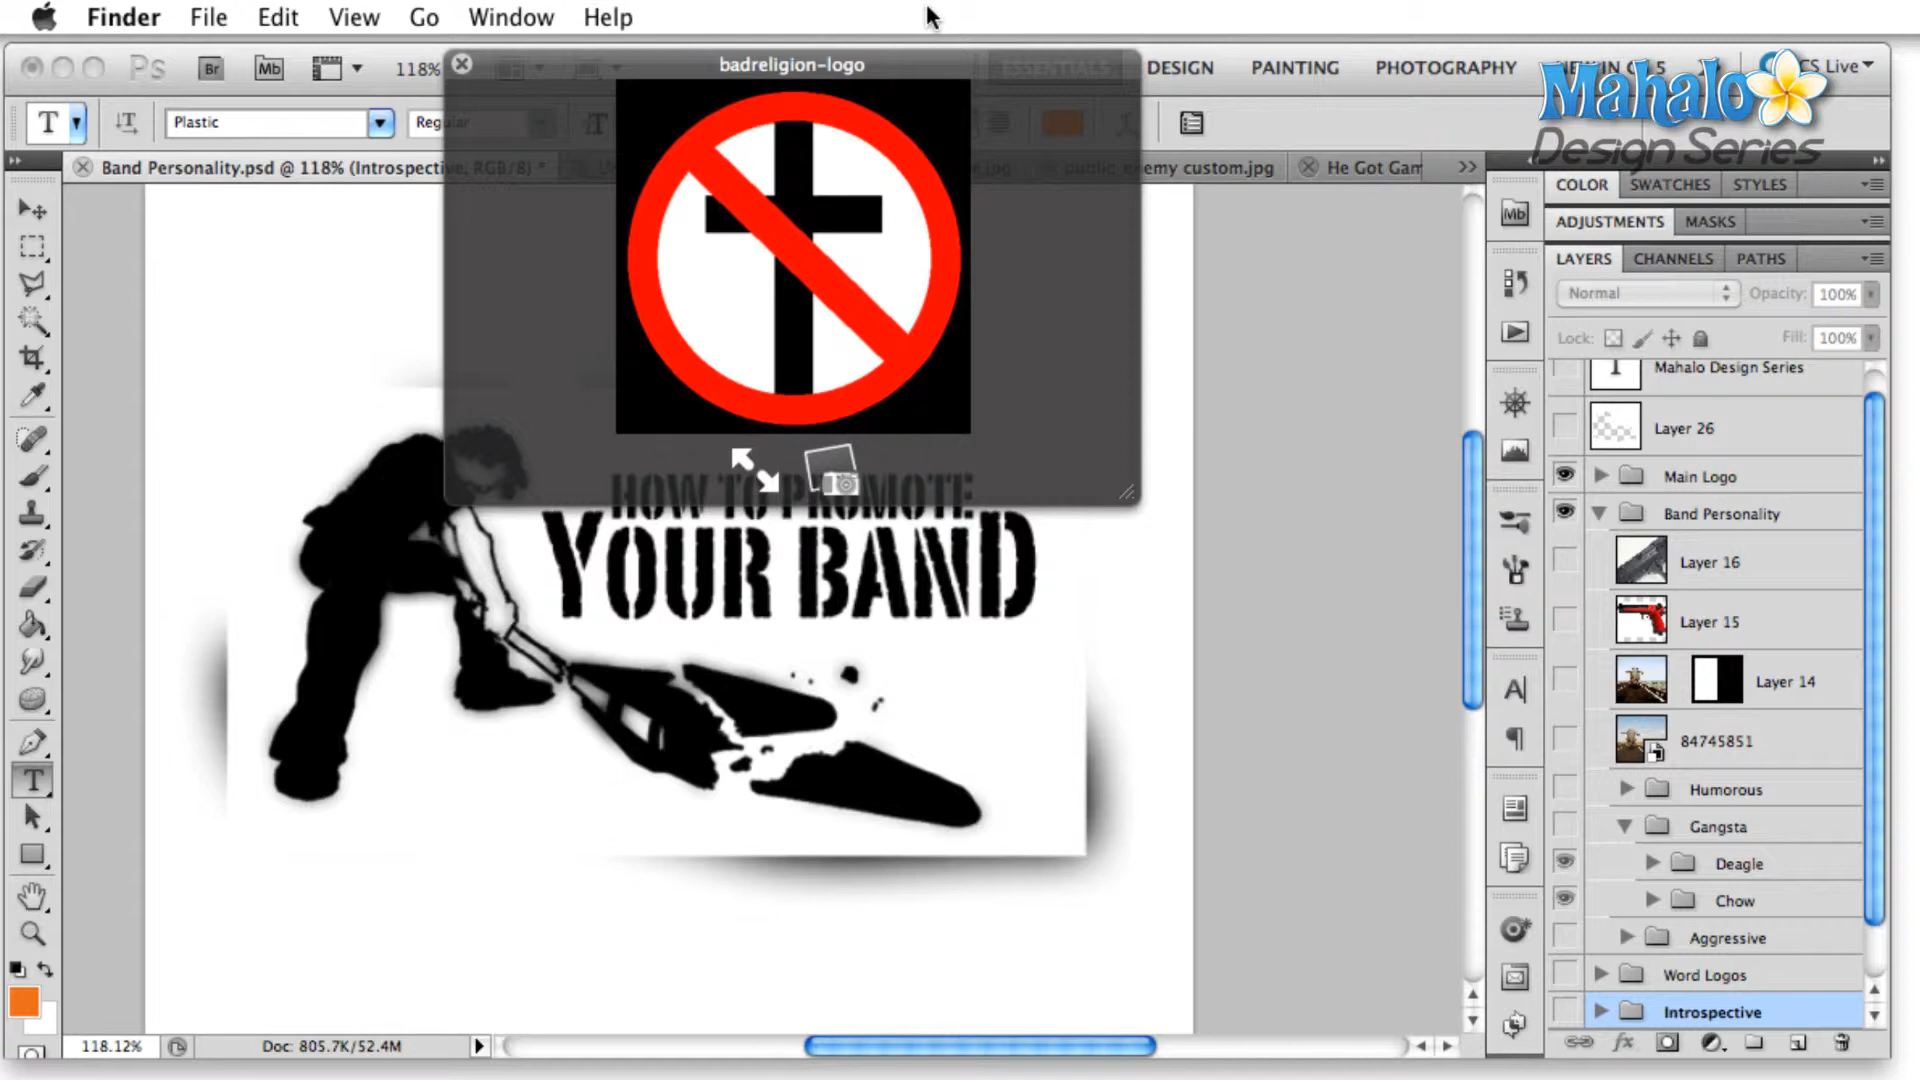 Finder File Edit View Go Window Help
Ps Br Mb 118% ESSENTIALS DESIGN PAINTING PHOTOGRAPHY CS Live
badreligion-logo
Mahalo
Design Series
T Plastic Regular
Band Personality.psd @ 118% (Introspective, RGB/8) * public enemy custom.jpg He Got Gam >>
COLOR SWATCHES STYLES
Mb
ADJUSTMENTS MASKS
LAYERS CHANNELS PATHS
Normal Opacity: 100%
Lock: Fill: 100%
Mahalo Design Series
Layer 26
Main Logo
Band Personality
HOW TO PROMOTE
YOUR BAND
Layer 16
Layer 15
Layer 14
84745851
Humorous
Gangsta
Deagle
Chow
Aggressive
Word Logos
Introspective
118.12% Doc: 805.7K/52.4M
fx